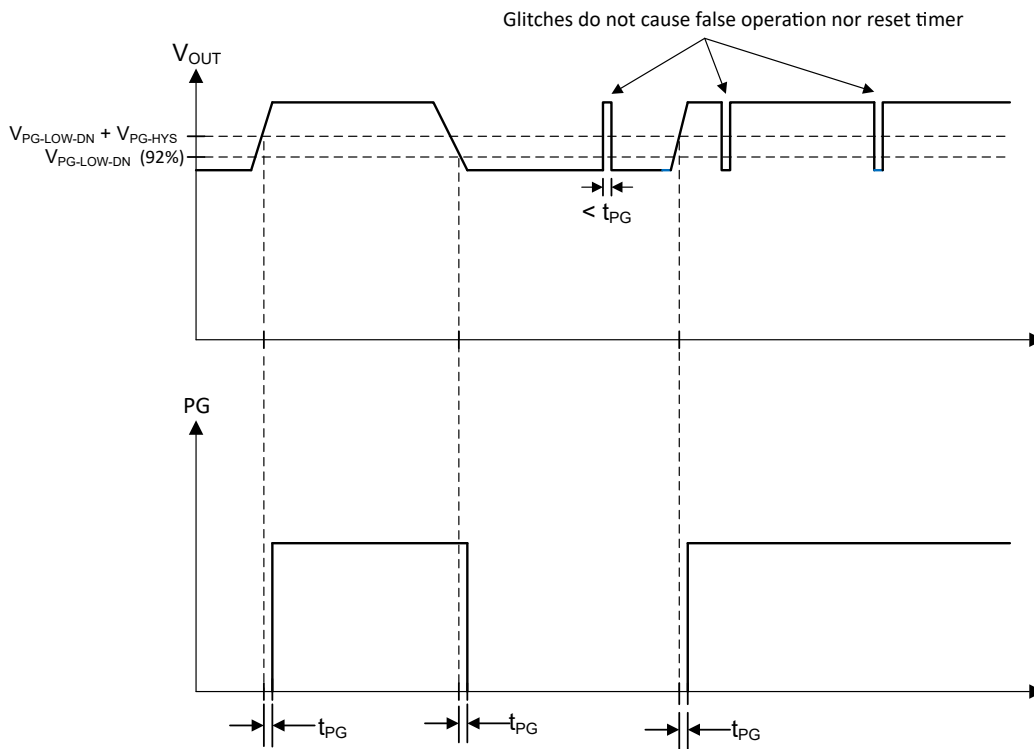 Glitches do not cause false operation nor reset timer
VOUT
VPG-LOW-DN + VPG-HYS
VPG-LOW-DN (92%)
< tPG
PG
tPG
tPG
tPG